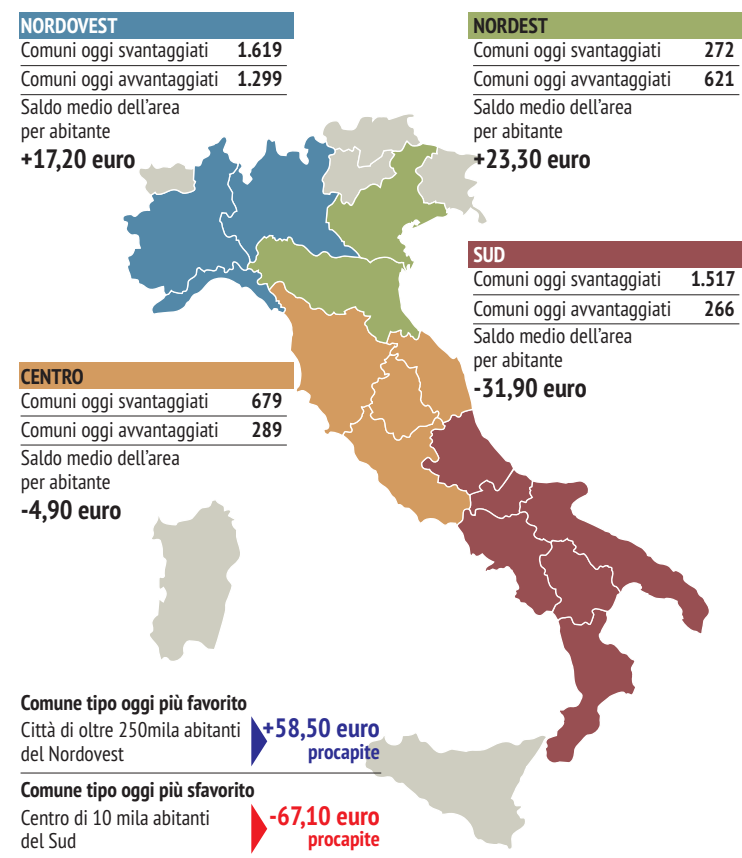 NORDOVEST
Comuni oggi svantaggiati 1.619
Comuni oggi avvantaggiati 1.299
Saldo medio dell'area
per abitante
+17,20 euro
NORDEST
Comuni oggi svantaggiati 272
Comuni oggi avvantaggiati 621
Saldo medio dell'area
per abitante
+23,30 euro
SUD
Comuni oggi svantaggiati 1.517
Comuni oggi avvantaggiati 266
Saldo medio dell'area
per abitante
-31,90 euro
CENTRO
Comuni oggi svantaggiati 679
Comuni oggi avvantaggiati 289
Saldo medio dell'area
per abitante
-4,90 euro
Comune tipo oggi più favorito
Città di oltre 250mila abitanti
del Nordovest
+58,50 euro
procapite
Comune tipo oggi più sfavorito
Centro di 10 mila abitanti
del Sud
-67,10 euro
procapite